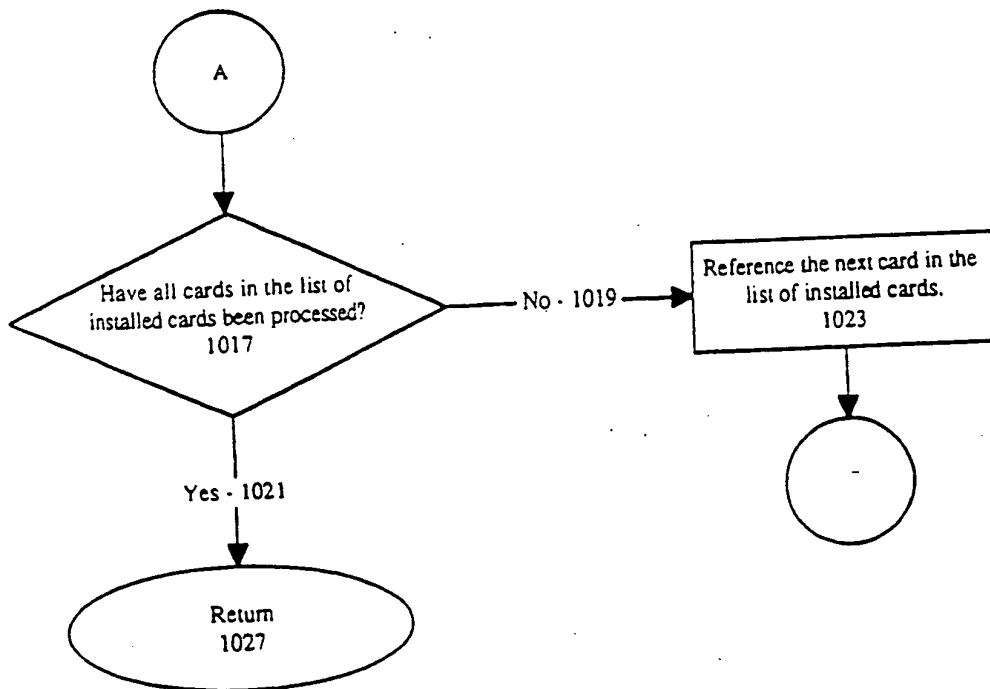 A
Have all cards in the list of
installed cards been processed?
1017
No - 1019
Reference the next card in the
list of installed cards.
1023
Yes - 1021
Return
1027